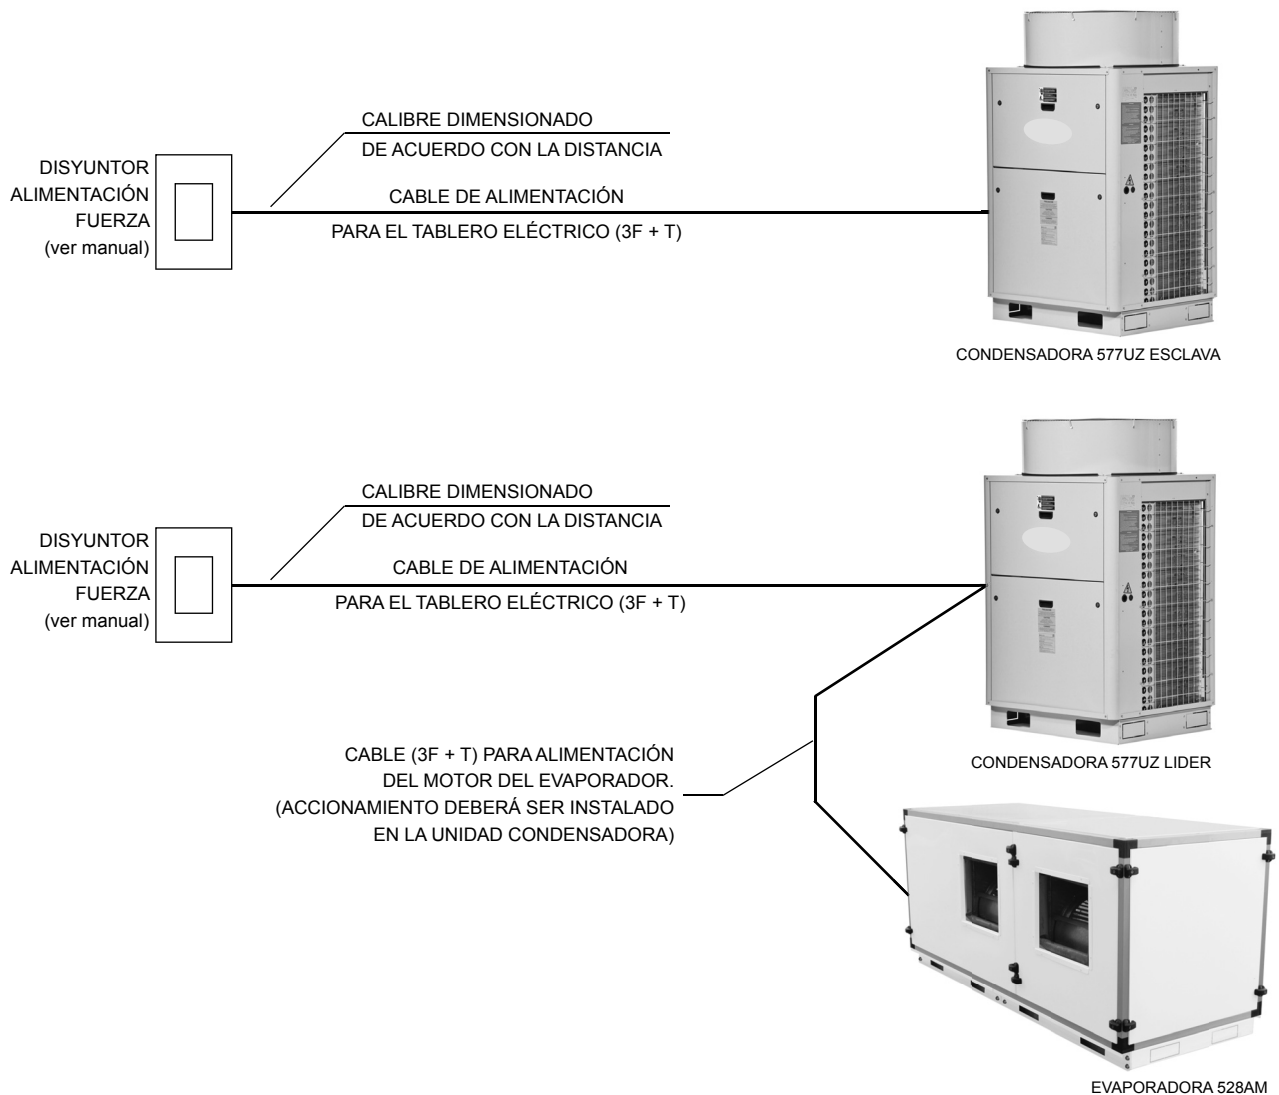 CALIBRE DIMENSIONADO
DE ACUERDO CON LA DISTANCIA
DISYUNTOR
ALIMENTACIÓN
FUERZA
(ver manual)
CABLE DE ALIMENTACIÓN
PARA EL TABLERO ELÉCTRICO (3F + T)
CONDENSADORA 577UZ ESCLAVA
CALIBRE DIMENSIONADO
DE ACUERDO CON LA DISTANCIA
DISYUNTOR
ALIMENTACIÓN
FUERZA
(ver manual)
CABLE DE ALIMENTACIÓN
PARA EL TABLERO ELÉCTRICO (3F + T)
CONDENSADORA 577UZ LIDER
CABLE (3F + T) PARA ALIMENTACIÓN
DEL MOTOR DEL EVAPORADOR.
(ACCIONAMIENTO DEBERÁ SER INSTALADO
EN LA UNIDAD CONDENSADORA)
EVAPORADORA 528AM